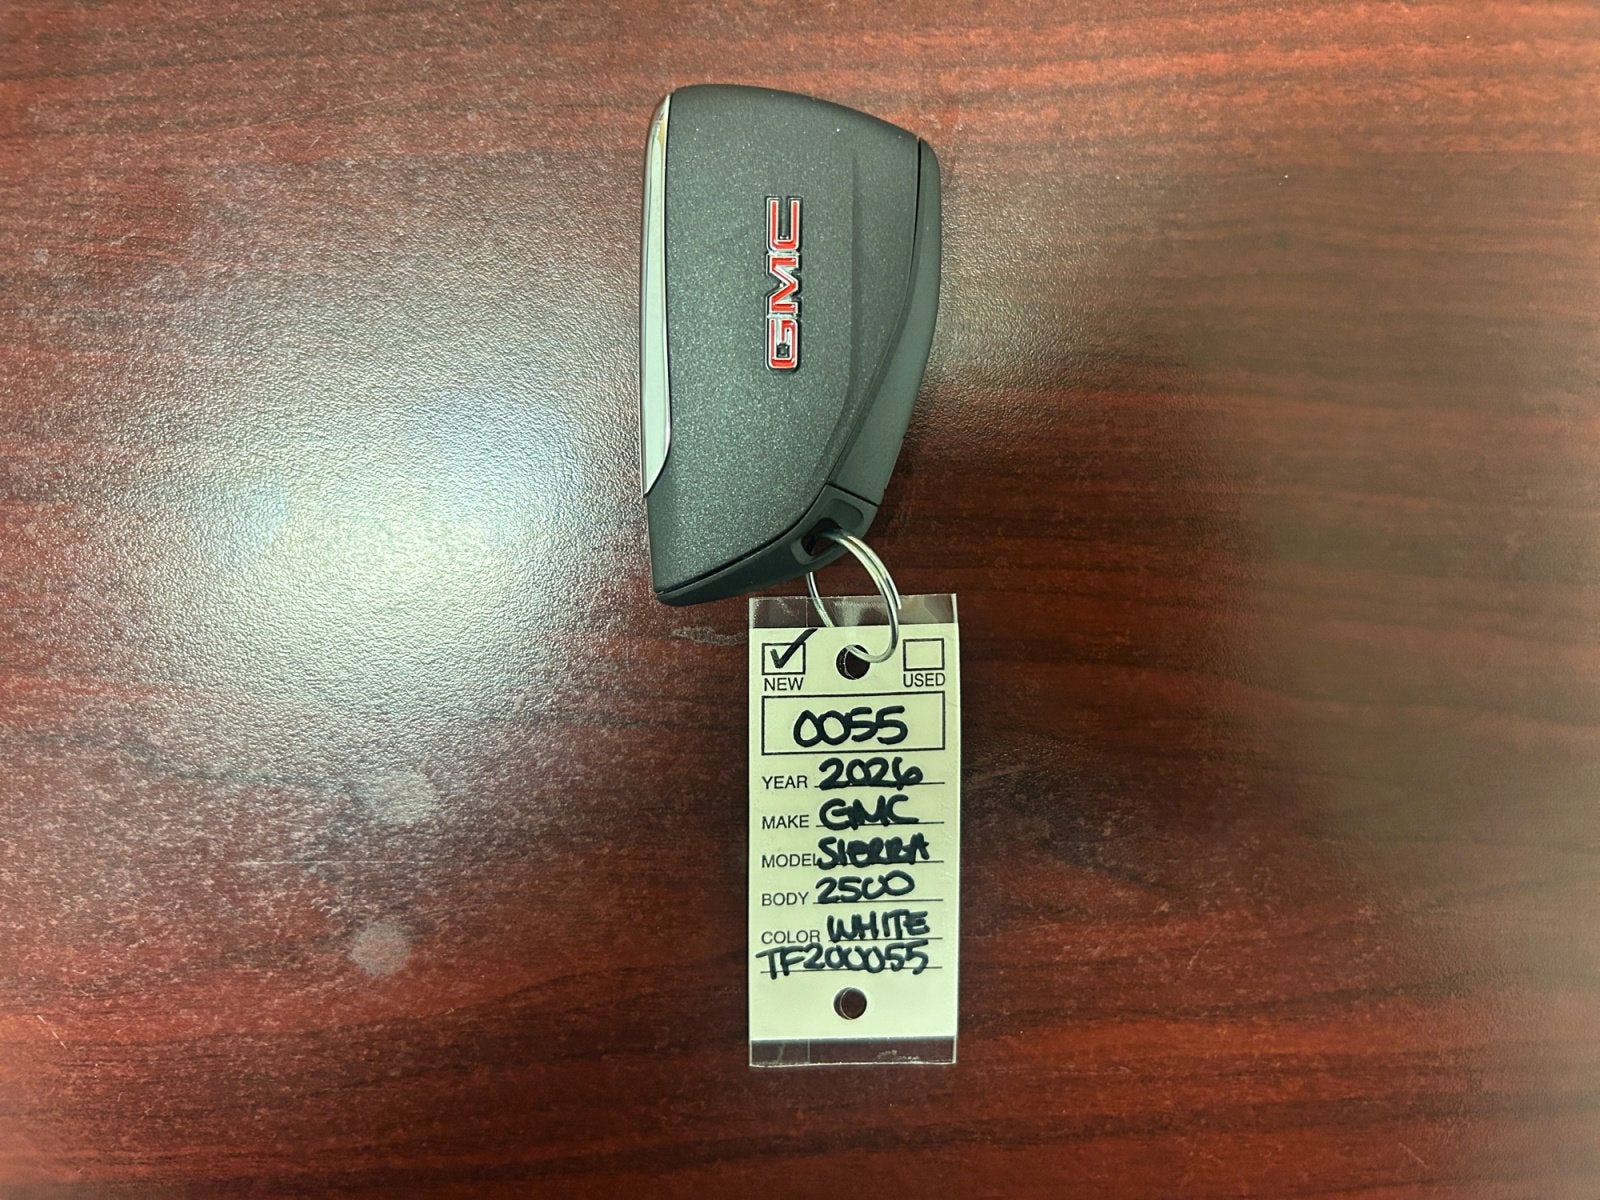 GMC
NEW USED
0055
YEAR 2026
MAKE GMC
MODEL SIERRA
BODY 2500
COLOR WHITE
TF200055